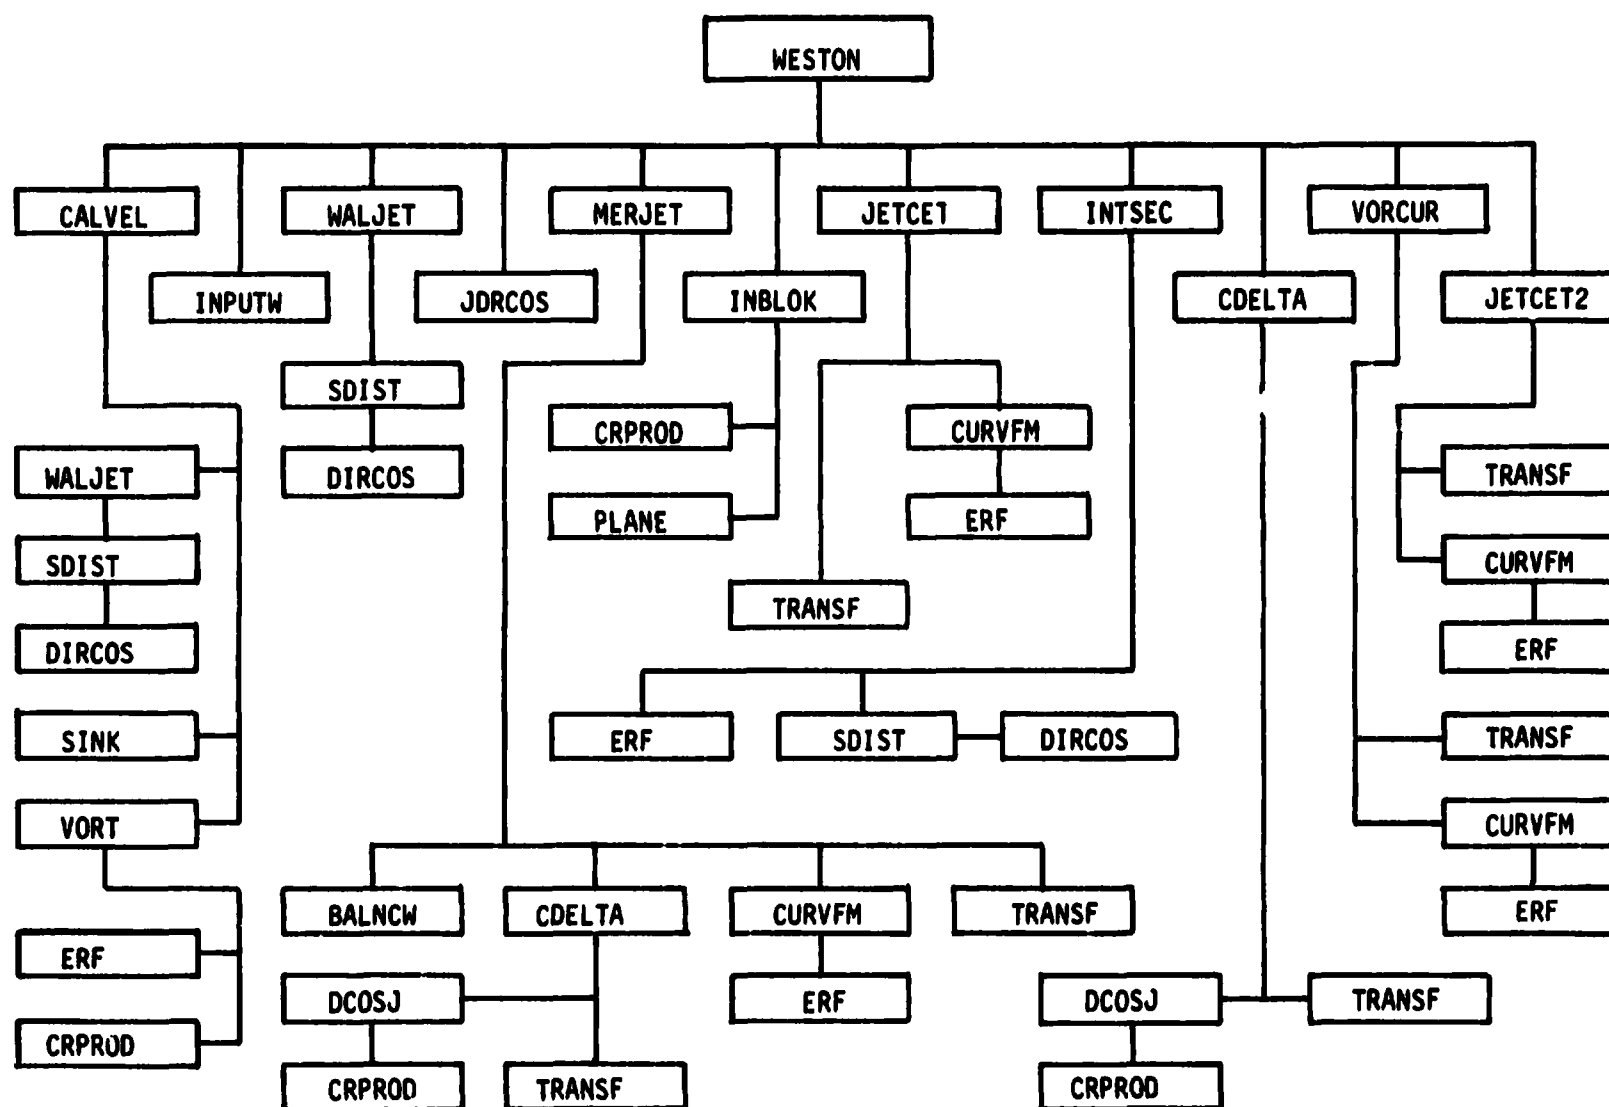 WESTON
CALVEL
WALJET
MERJET
JETCET
INTSEC
VORCUR
INPUTW
JDRCOS
INBLOK
CDELTA
JETCET2
SDIST
CRPROD
CURVFM
WALJET
DIRCOS
TRANSF
PLANE
ERF
SDIST
CURVFM
TRANSF
DIRCOS
ERF
SINK
ERF
SDIST
DIRCOS
TRANSF
VORT
CURVFM
BALNCW
CDELTA
CURVFM
TRANSF
ERF
ERF
DCOSJ
ERF
DCOSJ
TRANSF
CRPROD
CRPROD
TRANSF
CRPROD